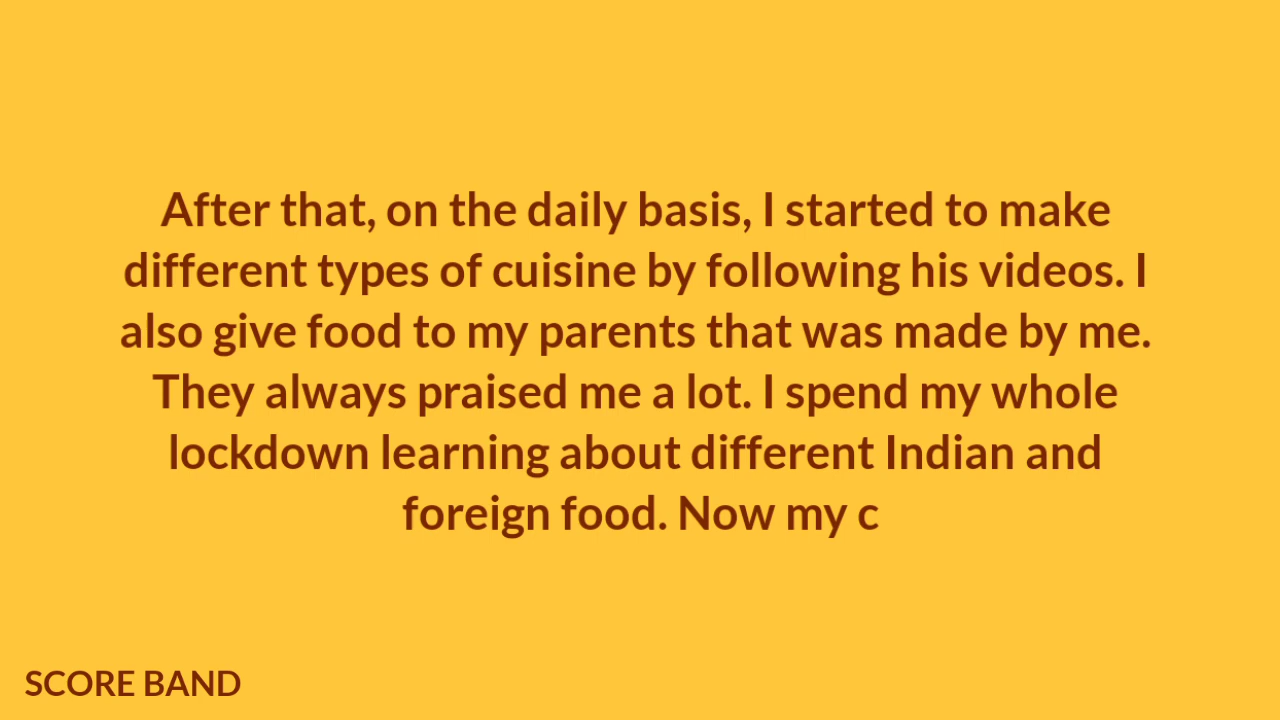 After that, on the daily basis, I started to make
different types of cuisine by following his videos. I
also give food to my parents that was made by me.
They always praised me a lot. I spend my whole
lockdown learning about different Indian and
foreign food. Now my c
SCORE BAND